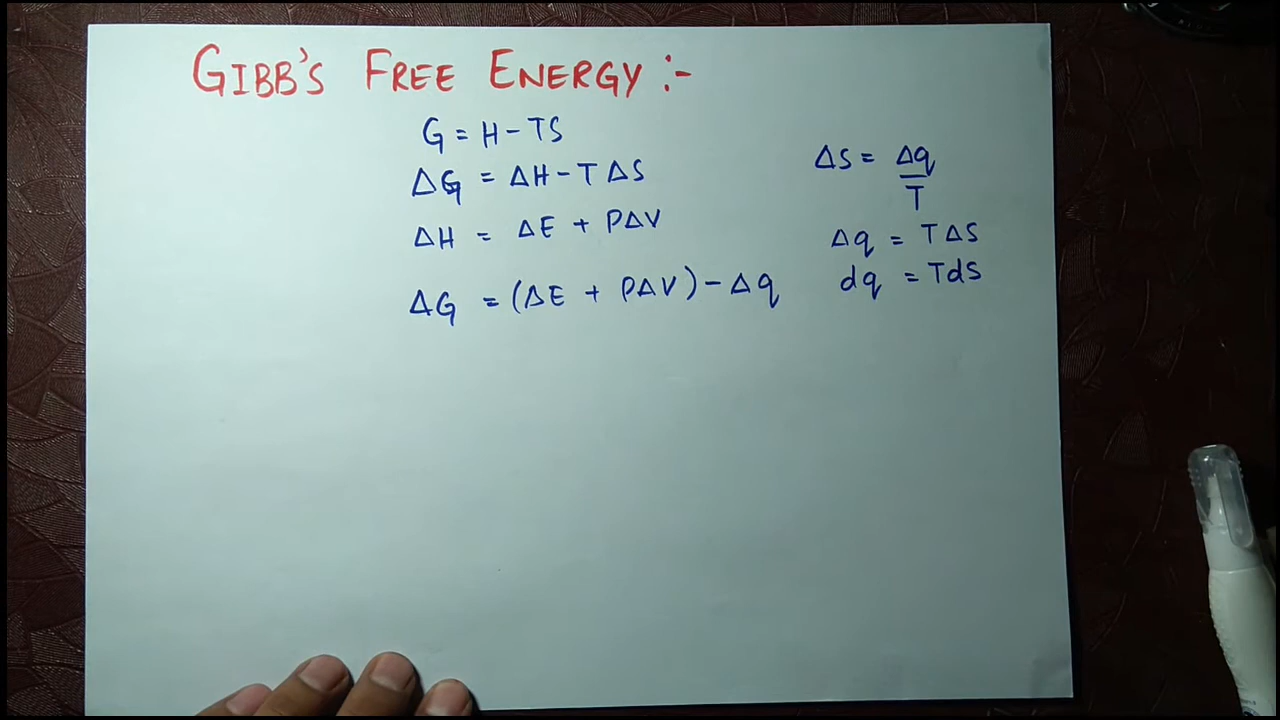 GIBB'S FREE ENERGY :-
G = H - TS
ΔG = ΔH - TΔS
ΔH = ΔE + PΔV
ΔG = (ΔE + PΔV) - Δq
ΔS = Δq
T
Δq = TΔS
dq = TdS